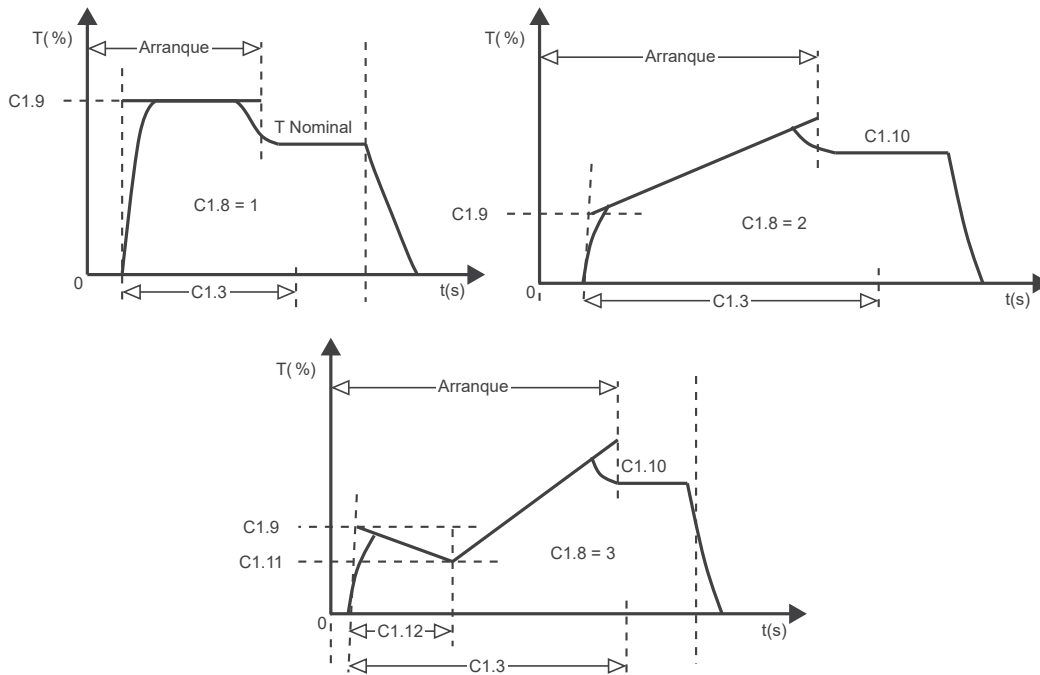 T(%)
Arranque
C1.9
T Nominal
C1.8 = 1
0
C1.3
t(s)
T(%)
Arranque
C1.10
C1.9
C1.8 = 2
0
C1.3
t(s)
T(%)
Arranque
C1.10
C1.9
C1.11
C1.8 = 3
0
C1.12
t(s)
C1.3